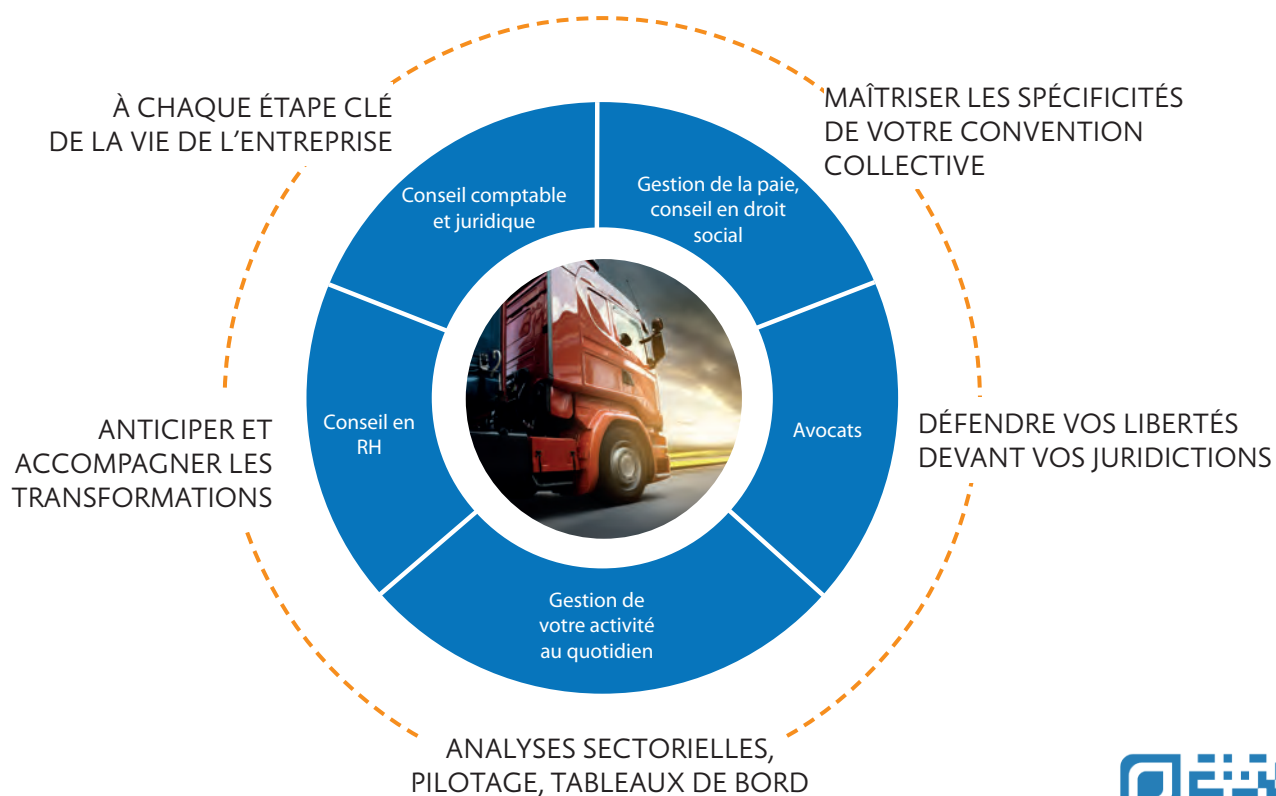 À CHAQUE ÉTAPE CLÉ
DE LA VIE DE L'ENTREPRISE
MAÎTRISER LES SPÉCIFICITÉS
DE VOTRE CONVENTION
COLLECTIVE
Conseil comptable
et juridique
Gestion de la paie,
conseil en droit
social
Conseil en
RH
Avocats
ANTICIPER ET
ACCOMPAGNER LES
TRANSFORMATIONS
DÉFENDRE VOS LIBERTÉS
DEVANT VOS JURIDICTIONS
Gestion de
votre activité
au quotidien
ANALYSES SECTORIELLES,
PILOTAGE, TABLEAUX DE BORD